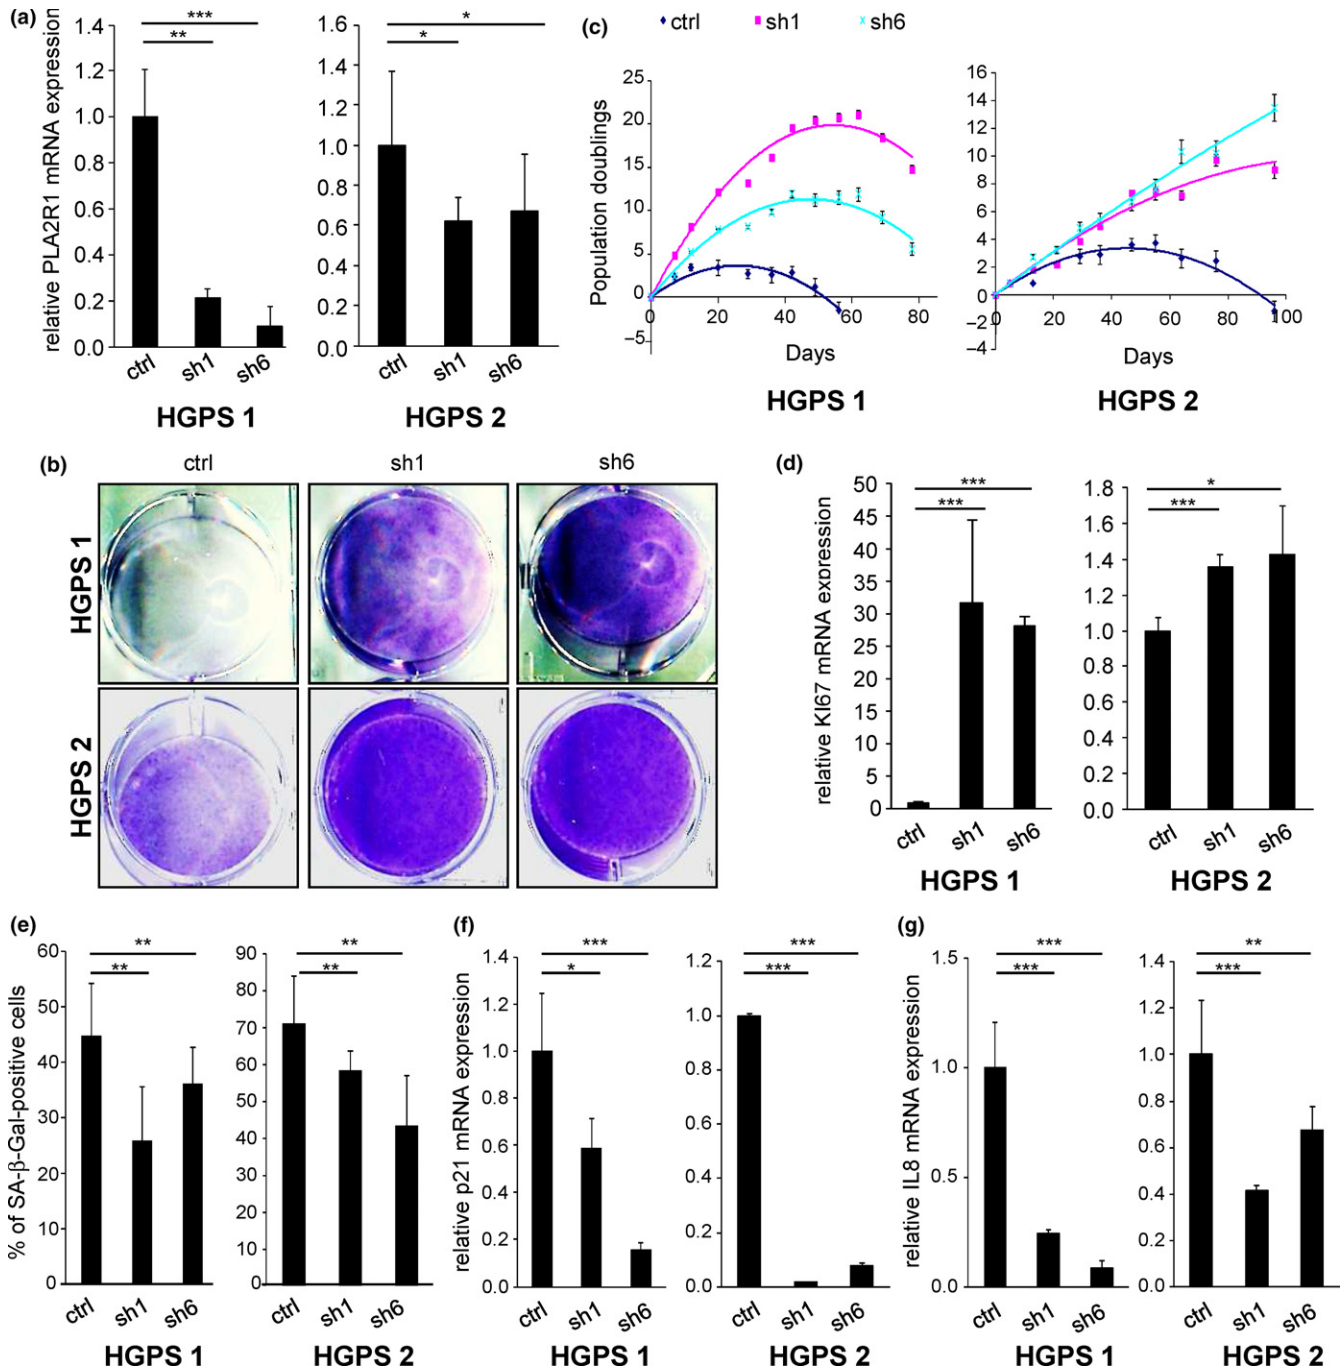 (a)
relative PLA2R1 mRNA expression
1.4
1.2
1.0
0.8
0.6
0.4
0.2
0.0
***
**
ctrl
sh1
sh6
HGPS 1
1.6
1.4
1.2
1.0
0.8
0.6
0.4
0.2
0.0
*
*
ctrl
sh1
sh6
HGPS 2
(c)
ctrl
sh1
sh6
Population doublings
25
20
15
10
5
0
−5
0
20
40
60
80
Days
HGPS 1
16
14
12
10
8
6
4
2
0
−2
−4
0
20
40
60
80
100
Days
HGPS 2
(b)
ctrl
sh1
sh6
HGPS 1
HGPS 2
(d)
relative KI67 mRNA expression
50
45
40
35
30
25
20
15
10
5
0
***
***
ctrl
sh1
sh6
HGPS 1
1.8
1.6
1.4
1.2
1.0
0.8
0.6
0.4
0.2
0.0
*
***
ctrl
sh1
sh6
HGPS 2
(e)
% of SA-β-Gal-positive cells
60
50
40
30
20
10
0
**
**
ctrl
sh1
sh6
HGPS 1
90
80
70
60
50
40
30
20
10
0
**
**
ctrl
sh1
sh6
HGPS 2
(f)
relative p21 mRNA expression
1.4
1.2
1.0
0.8
0.6
0.4
0.2
0.0
***
*
ctrl
sh1
sh6
HGPS 1
1.2
1.0
0.8
0.6
0.4
0.2
0.0
***
***
ctrl
sh1
sh6
HGPS 2
(g)
relative IL8 mRNA expression
1.5
1.0
0.5
0.0
***
***
ctrl
sh1
sh6
HGPS 1
1.4
1.2
1.0
0.8
0.6
0.4
0.2
0.0
**
***
ctrl
sh1
sh6
HGPS 2